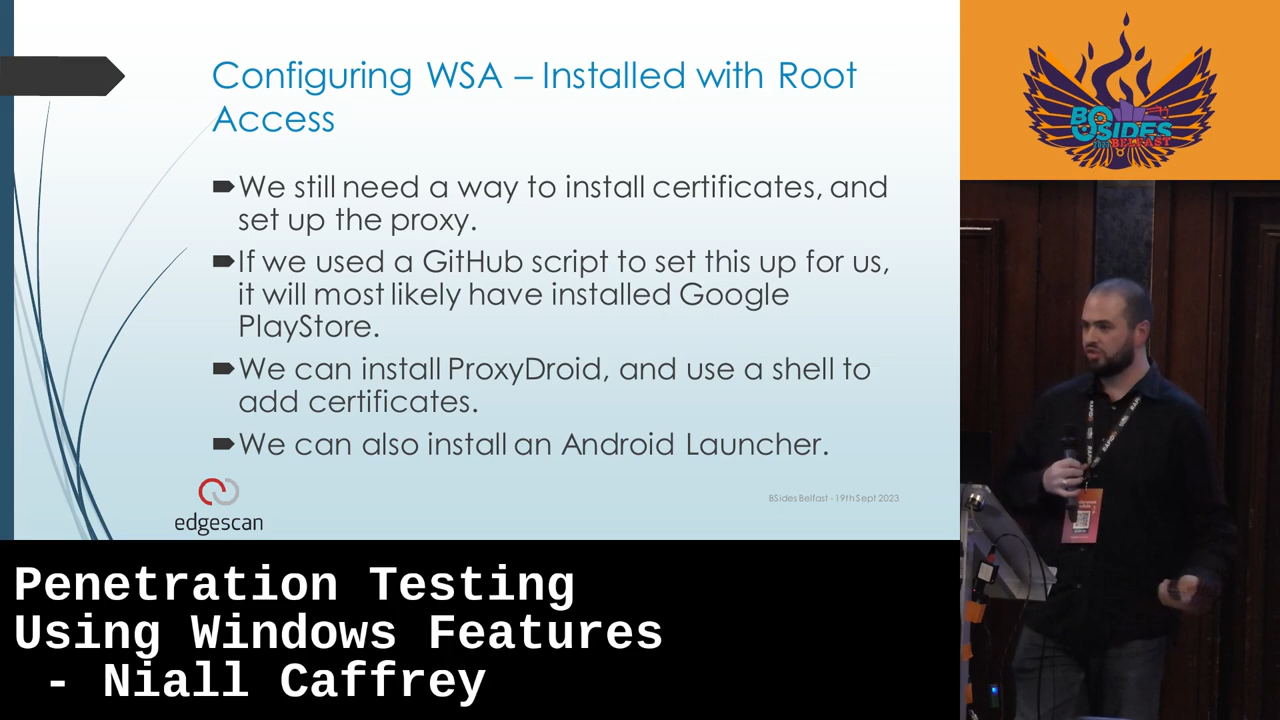 Configuring WSA – Installed with Root
Access
We still need a way to install certificates, and
set up the proxy.
If we used a GitHub script to set this up for us,
it will most likely have installed Google
PlayStore.
We can install ProxyDroid, and use a shell to
add certificates.
We can also install an Android Launcher.
edgescan
BSides Belfast - 19th Sept 2023
BSIDES
BELFAST
Penetration Testing
Using Windows Features
- Niall Caffrey